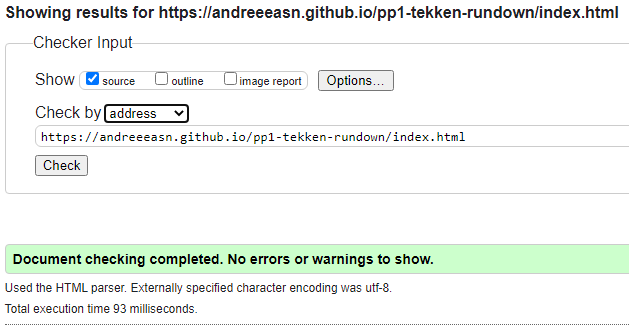 Showing results for https://andreeeasn.github.io/pp1-tekken-rundown/index.html
Checker Input
Show source outline image report Options...
Check by address
https://andreeeasn.github.io/pp1-tekken-rundown/index.html
Check
Document checking completed. No errors or warnings to show.
Used the HTML parser. Externally specified character encoding was utf-8.
Total execution time 93 milliseconds.